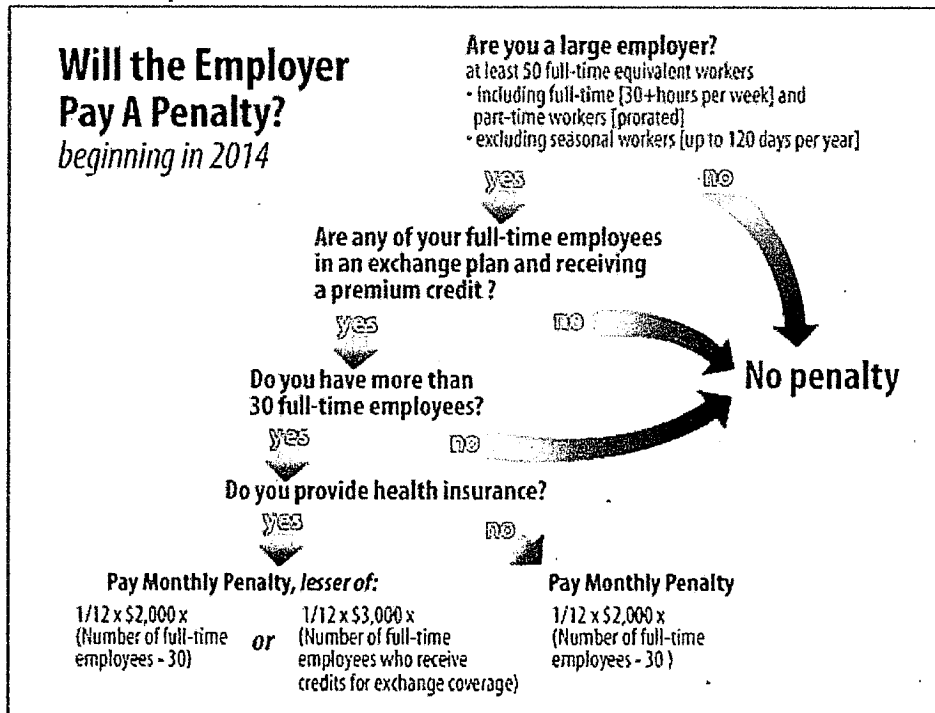 Will the Employer
Pay A Penalty?
beginning in 2014
Are you a large employer?
at least 50 full-time equivalent workers
• including full-time [30+hours per week] and
part-time workers [prorated]
• excluding seasonal workers [up to 120 days per year]
yes
no
Are any of your full-time employees
in an exchange plan and receiving
a premium credit ?
yes
no
No penalty
Do you have more than
30 full-time employees?
yes
no
Do you provide health insurance?
yes
no
Pay Monthly Penalty, lesser of:
1/12 x $2,000 x
(Number of full-time
employees - 30)
or
1/12 x $3,000 x
(Number of full-time
employees who receive
credits for exchange coverage)
Pay Monthly Penalty
1/12 x $2,000 x
(Number of full-time
employees - 30 )